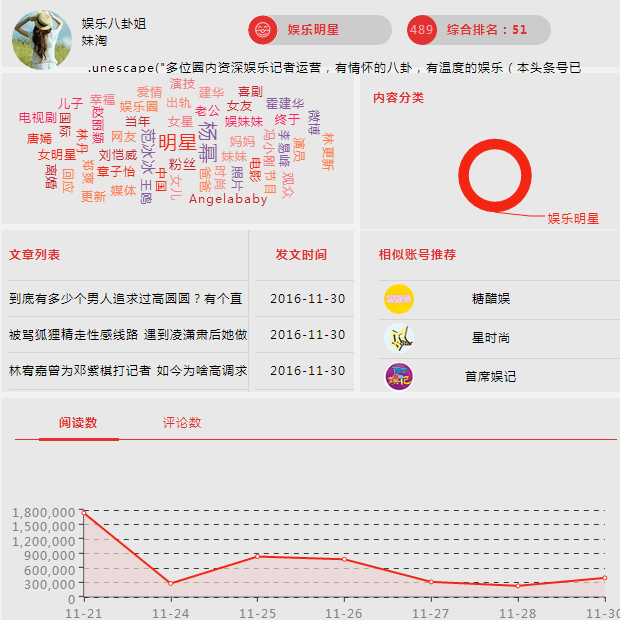 娱乐八卦姐
妹淘
娱乐明星
489 综合排名：51
.unescape("多位圈内资深娱乐记者运营，有情怀的八卦，有温度的娱乐（本头条号已
演技
爱情 建华 喜剧
儿子 幸福 娱乐圈 出轨 老公 女友 霍建华
电视剧 国际 赵丽颖 当年 女星 杨幂 娱妹妹 终于 微博
唐嫣 林丹 网友 范冰冰 明星 妈妈 冯小刚 李易峰 演员 林更新
女明星 刘恺威 粉丝 妹妹
离婚 回应 郑爽 章子怡 王鸥 中国 女儿 爸爸 时尚 照片 电影 书目 观众
更新 媒体
Angelababy
内容分类
娱乐明星
文章列表 发文时间
到底有多少个男人追求过高圆圆？有个直 2016-11-30
被骂狐狸精走性感线路 遇到凌潇肃后她做 2016-11-30
林宥嘉曾为邓紫棋打记者 如今为啥高调求 2016-11-30
相似账号推荐
糖醋娱
星时尚
首席娱记
阅读数 评论数
1,800,000
1,500,000
1,200,000
900,000
600,000
300,000
0
11-21 11-24 11-25 11-26 11-27 11-28 11-30